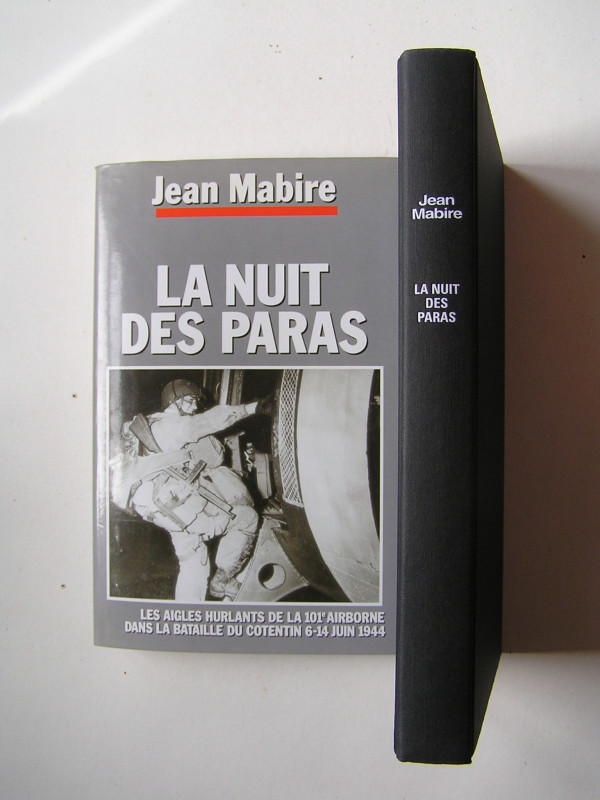 Jean Mabire
LA NUIT
DES PARAS
LES AIGLES HURLANTS DE LA 101e AIRBORNE
DANS LA BATAILLE DU COTENTIN 6-14 JUIN 1944
Jean
Mabire
LA NUIT
DES
PARAS